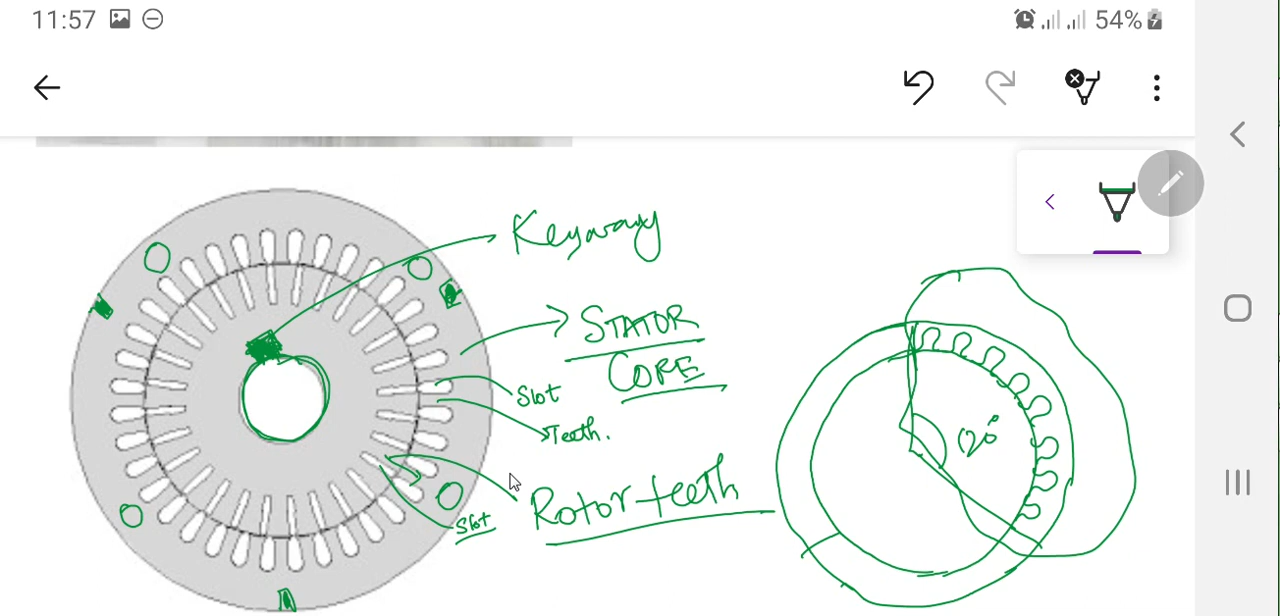 11:57
54%
Keyway
STATOR
CORE
Slot
Teeth.
Rotor teeth
Slot
120°